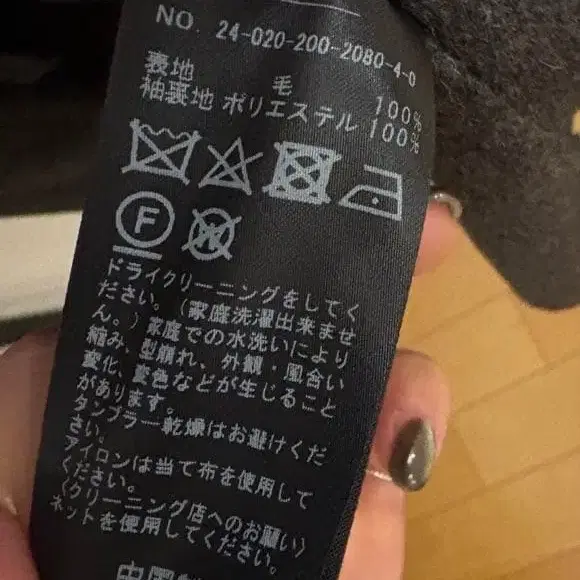 NO. 24-020-200-2080-4-0
表地 毛 100%
袖裏地 ポリエステル 100%
F
W
ドライクリーニングをしてく
ださい。(家庭洗濯出来ませ
ん。)家庭での水洗いにより
縮み、型崩れ、外観・風合い
変化、変色などが生じること
があります。
タンブラー乾燥はお避けくだ
さい。
アイロンは当て布を使用して
ください。
(クリーニング店へのお願い)
ネットを使用してください。
中国製